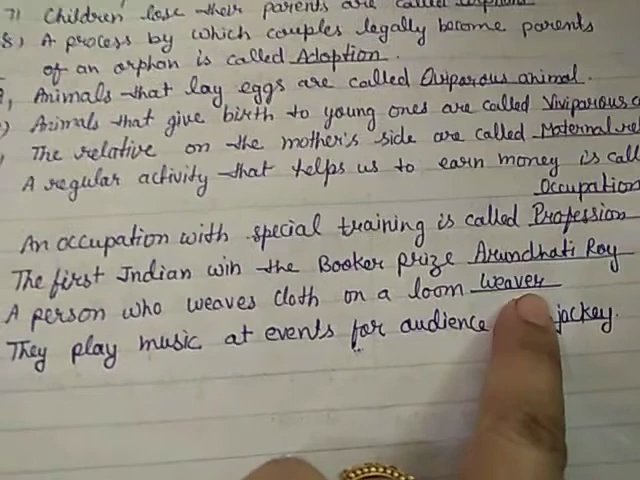 7) Children lose their parents are called
8) A process by which couples legally become parents
of an orphan is called Adoption.
9, Animals that lay eggs are called Oviparous animal.
) Animals that give birth to young ones are called Viviparous
The relative on the mother's side are called Maternal
A regular activity that helps us to earn money is call
Occupation
An occupation with special training is called Profession
The first Indian win the Booker prize Arundhati Roy
A person who weaves cloth on a loom weaver
They play music at events for audience jockey.